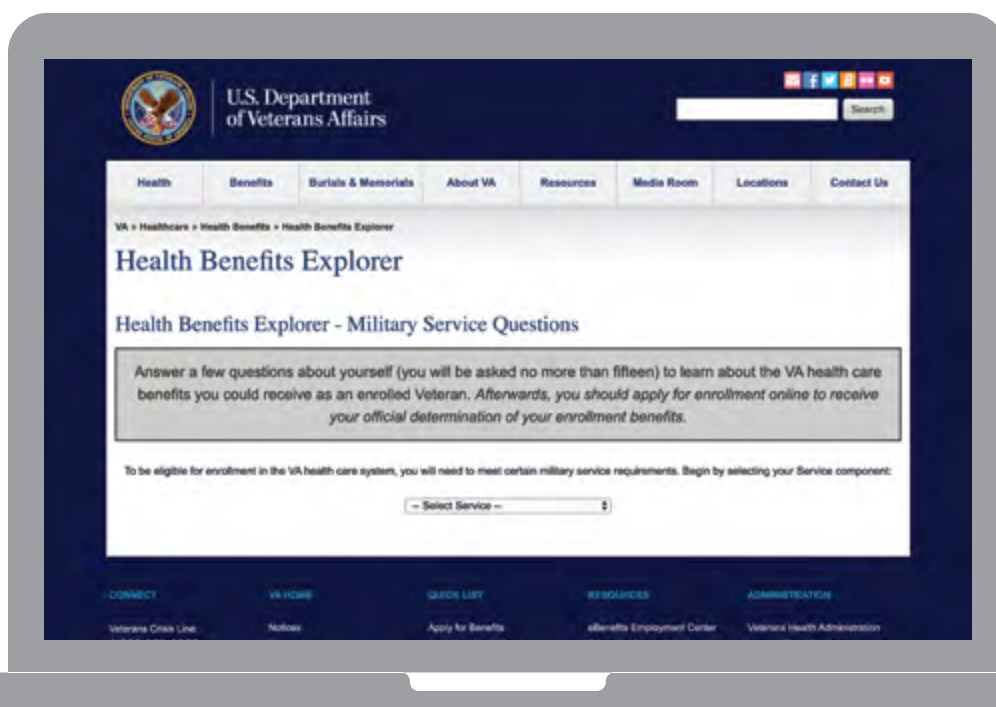 U.S. Department
of Veterans Affairs
Search
Health Benefits Burials & Memorials About VA Resources Media Room Locations Contact Us
VA » Healthcare » Health Benefits » Health Benefits Explorer
Health Benefits Explorer
Health Benefits Explorer - Military Service Questions
Answer a few questions about yourself (you will be asked no more than fifteen) to learn about the VA health care
benefits you could receive as an enrolled Veteran. Afterwards, you should apply for enrollment online to receive
your official determination of your enrollment benefits.
To be eligible for enrollment in the VA health care system, you will need to meet certain military service requirements. Begin by selecting your Service component:
-- Select Service --
CONNECT VA HOME QUICK LIST RESOURCES ADMINISTRATION
Veterans Crisis Line: Notices Apply for Benefits eBenefits Employment Center Veterans Health Administration